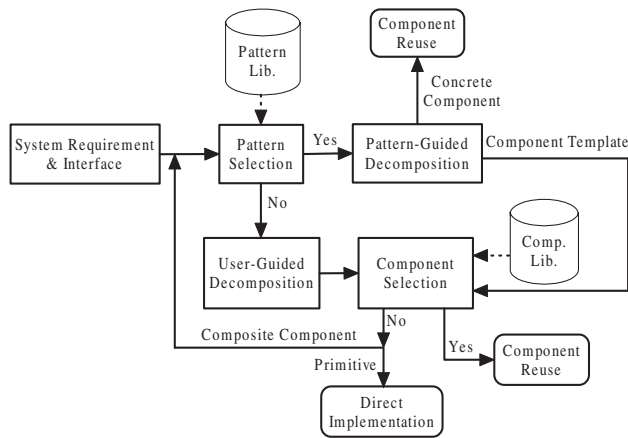 Component
Reuse
Pattern
Lib.
Concrete
Component
System Requirement
& Interface
Pattern
Selection
Yes
Pattern-Guided
Decomposition
Component Template
No
User-Guided
Decomposition
Component
Selection
Comp.
Lib.
Composite Component
No
Primitive
Yes
Component
Reuse
Direct
Implementation